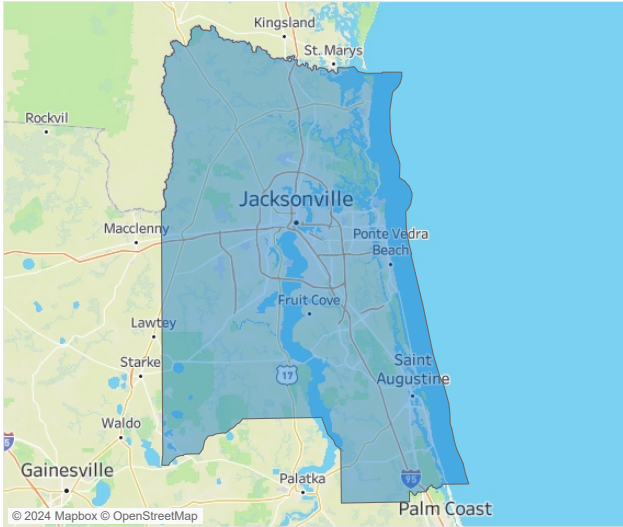 Kingsland
St. Marys
Rockvil
Jacksonville
Macclenny
Ponte Vedra
Beach
Fruit Cove
Lawtey
Starke
17
Saint
Augustine
Waldo
Gainesville
Palatka
95
Palm Coast
© 2024 Mapbox © OpenStreetMap